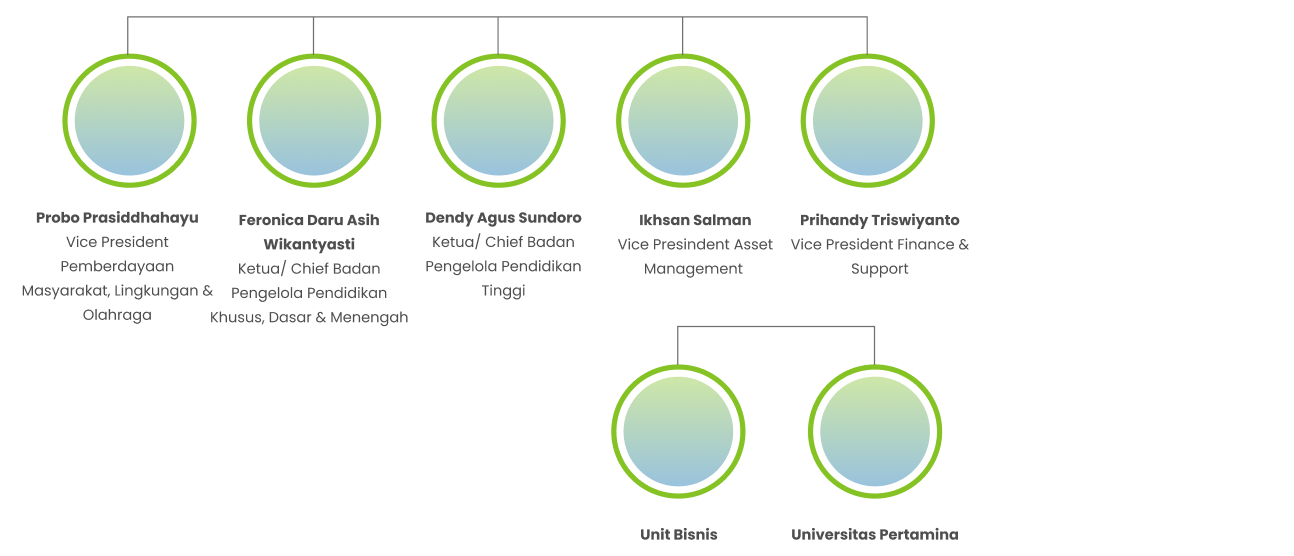 Probo Prasiddhahayu
Vice President
Pemberdayaan
Masyarakat, Lingkungan &
Olahraga
Feronica Daru Asih
Wikantyasti
Ketua/ Chief Badan
Pengelola Pendidikan
Khusus, Dasar & Menengah
Dendy Agus Sundoro
Ketua/ Chief Badan
Pengelola Pendidikan
Tinggi
Ikhsan Salman
Vice Presindent Asset
Management
Prihandy Triswiyanto
Vice President Finance &
Support
Unit Bisnis
Universitas Pertamina